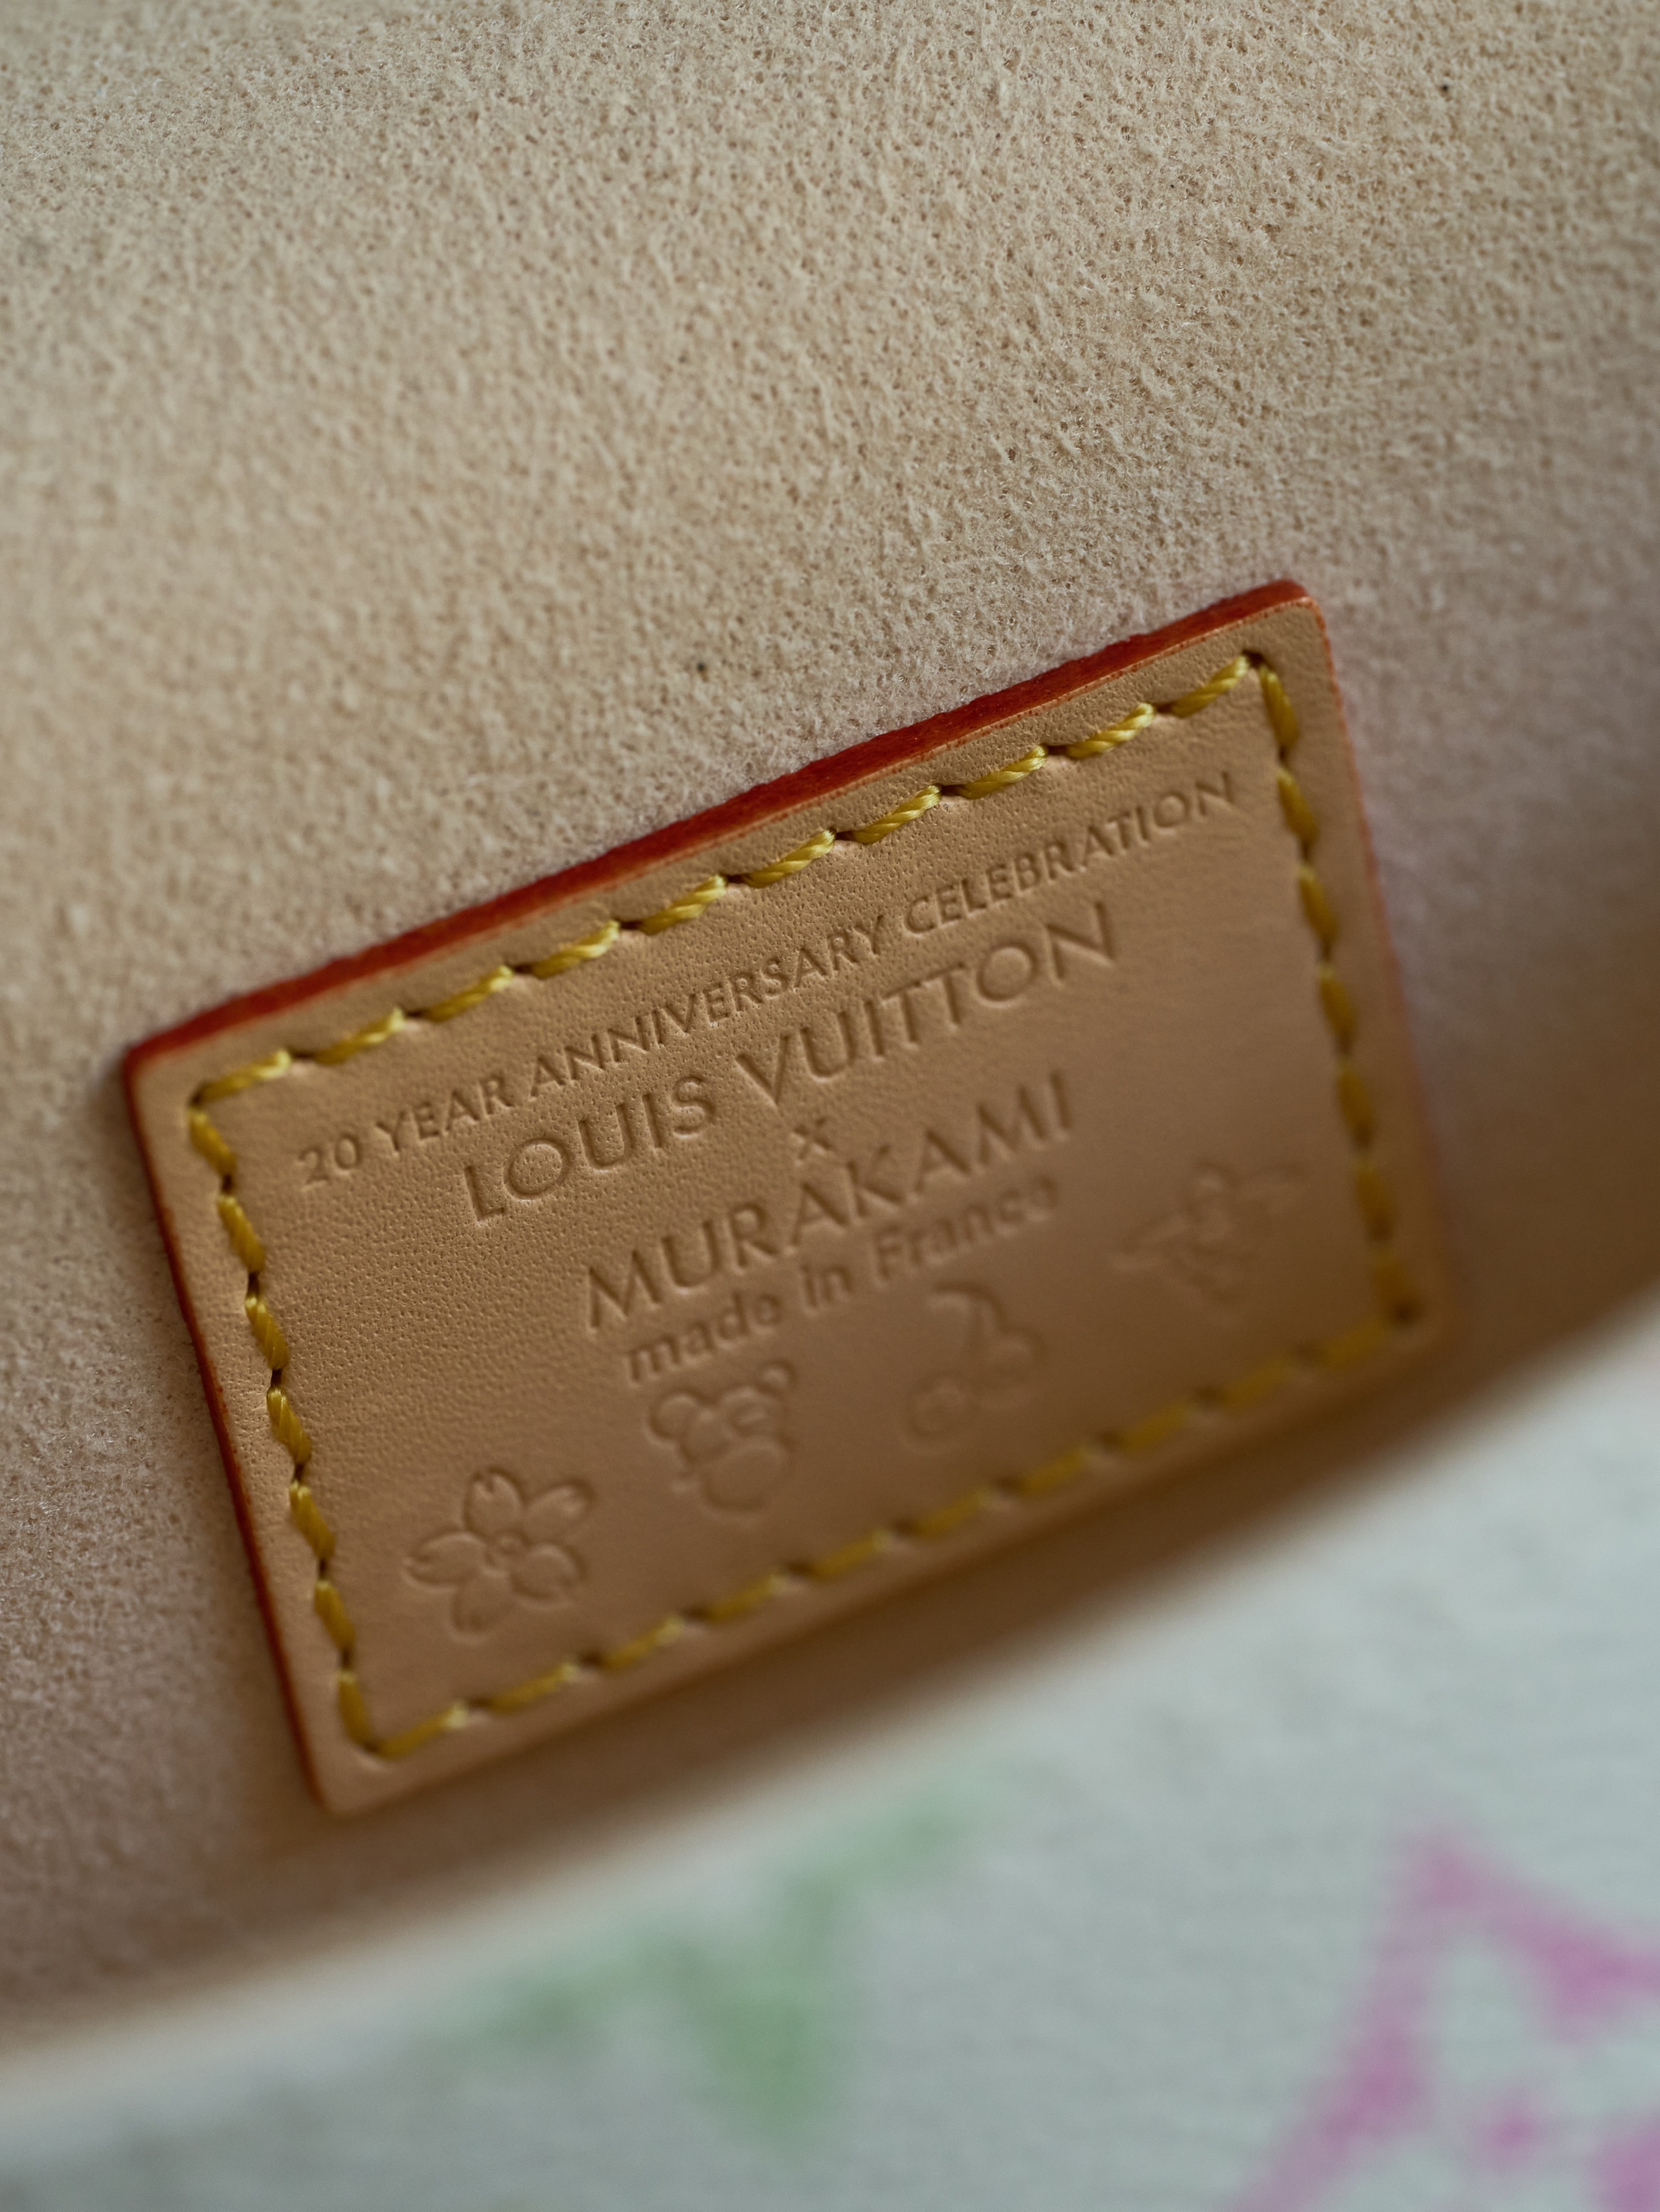 20 YEAR ANNIVERSARY CELEBRATION
LOUIS VUITTON
x
MURAKAMI
made in France